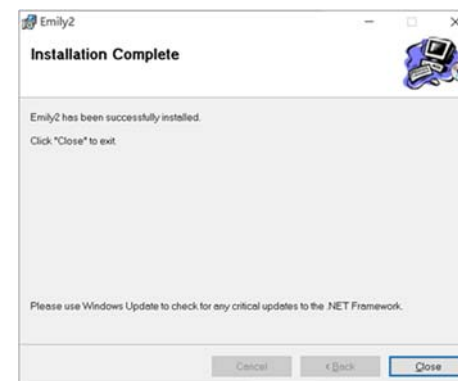 Emily2
Installation Complete
Emily2 has been successfully installed.
Click "Close" to exit.
Please use Windows Update to check for any critical updates to the .NET Framework.
Cancel
< Back
Close